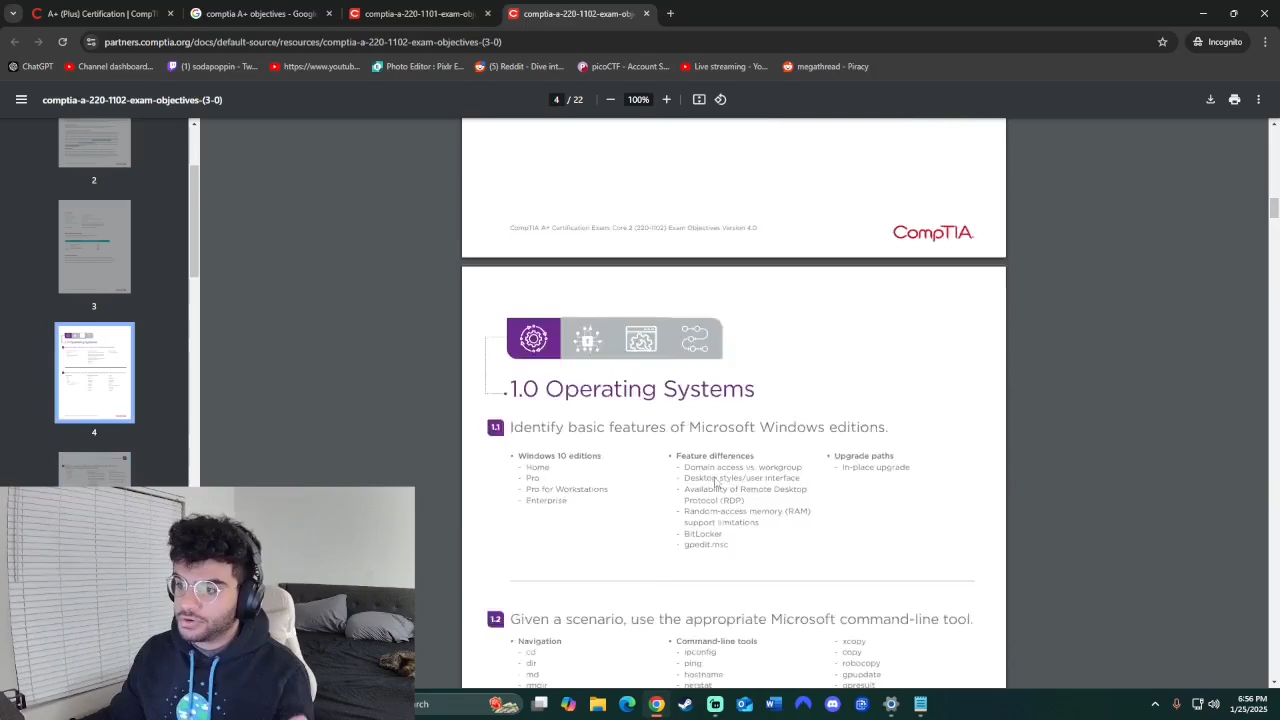 A+ (Plus) Certification
comptia a+ objectives - Google
comptia-a-220-1101-exam-obje
comptia-a-220-1102-exam-obje
partners.comptia.org/docs/default-source/resources/comptia-a-220-1102-exam-objectives-(3-0)
Incognito
ChatGPT
Channel dashboard...
sodapoppin - Tw...
https://www.youtub...
Photo Editor : Pixlr E...
(5) Reddit - Dive int...
picoCTF - Account S...
Live streaming - You...
megathread - Piracy
comptia-a-220-1102-exam-objectives-(3-0)
4 / 22
100%
2
3
4
CompTIA A+ Certification Exam: Core 2 (220-1102) Exam Objectives Version 4.0
CompTIA.
1.0 Operating Systems
1.1 Identify basic features of Microsoft Windows editions.
• Windows 10 editions
- Home
- Pro
- Pro for Workstations
- Enterprise
• Feature differences
- Domain access vs. workgroup
- Desktop styles/user interface
- Availability of Remote Desktop
Protocol (RDP)
- Random-access memory (RAM)
support limitations
- BitLocker
- gpedit.msc
• Upgrade paths
- In-place upgrade
1.2 Given a scenario, use the appropriate Microsoft command-line tool.
• Navigation
- cd
- dir
- md
- rmdir
• Command-line tools
- ipconfig
- ping
- hostname
- netstat
- xcopy
- copy
- robocopy
- gpupdate
- gpresult
arch
6:56 PM
1/25/2025